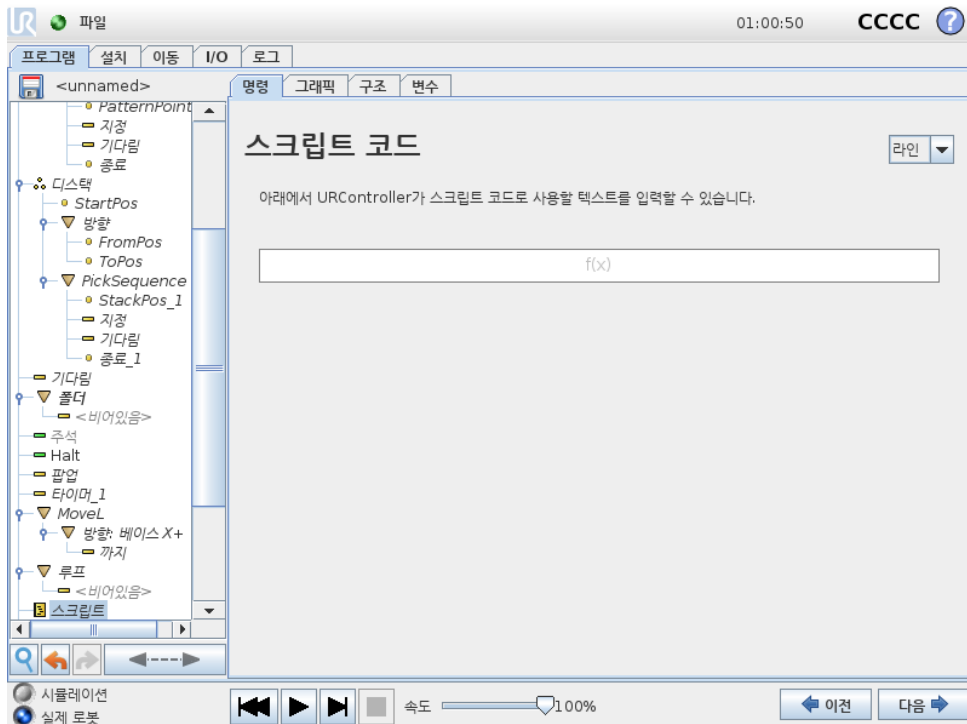 UR 파일 01:00:50 CCCC ?
프로그램 설치 이동 I/O 로그
<unnamed>
명령 그래픽 구조 변수
PatternPoint
지정
기다림
종료
디스택
StartPos
방향
FromPos
ToPos
PickSequence
StackPos_1
지정
기다림
종료_1
기다림
폴더
<비어있음>
주석
Halt
팝업
타이머_1
MoveL
방향: 베이스 X+
까지
루프
<비어있음>
스크립트
스크립트 코드
라인
아래에서 URController가 스크립트 코드로 사용할 텍스트를 입력할 수 있습니다.
f(x)
시뮬레이션
실제 로봇
속도 100%
이전 다음